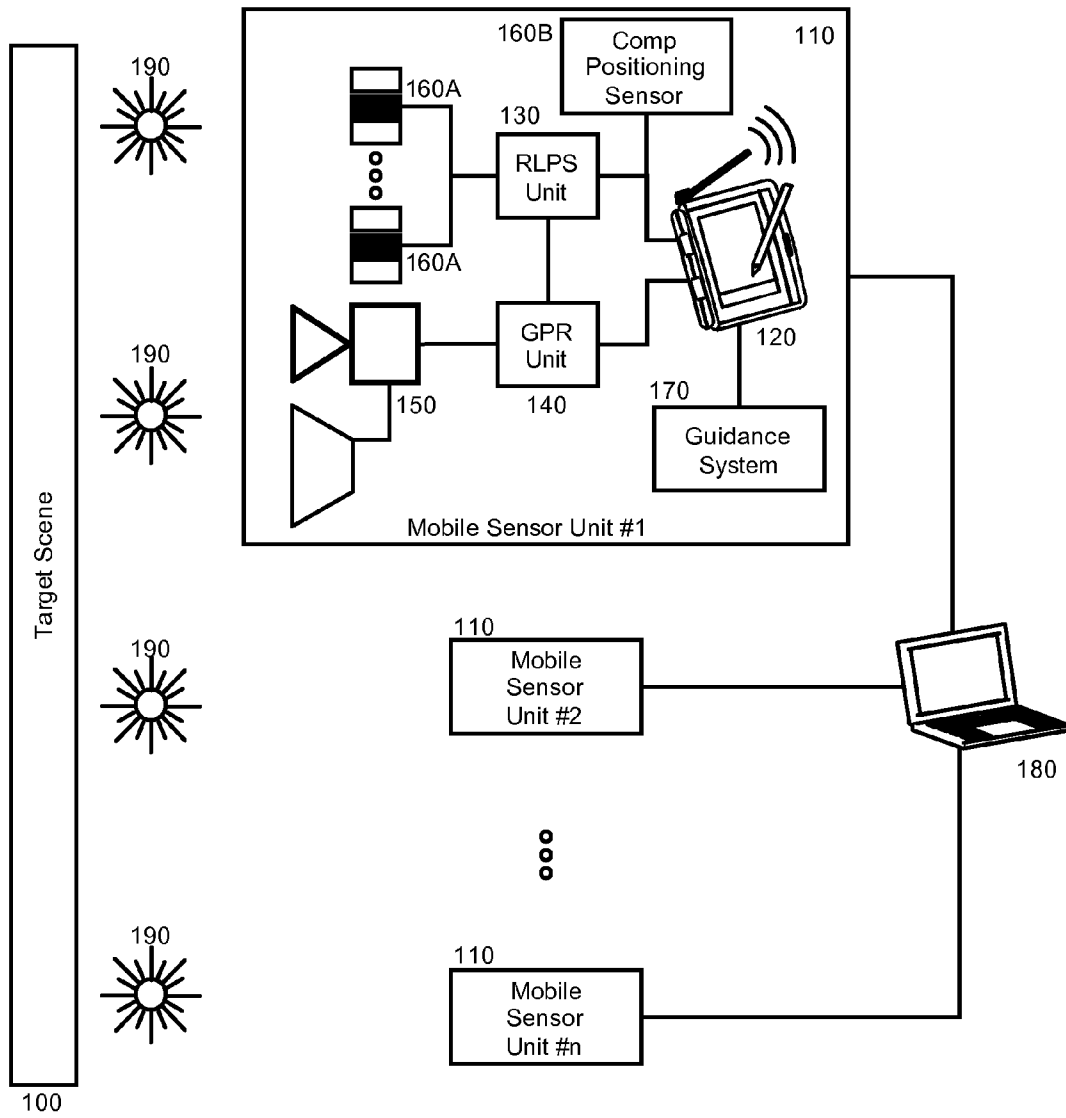 160B
Comp
Positioning
Sensor
110
190
160A
130
RLPS
Unit
160A
190
GPR
Unit
120
150
140
170
Guidance
System
Mobile Sensor Unit #1
Target Scene
190
110
Mobile
Sensor
Unit #2
180
190
110
Mobile
Sensor
Unit #n
100